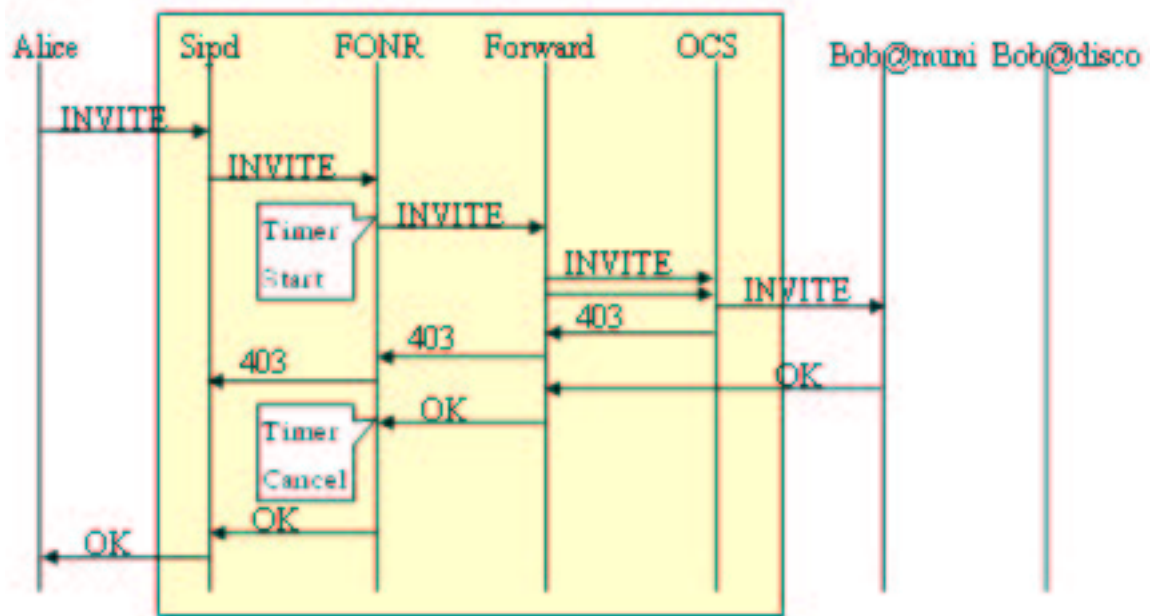 Alice Sipd FONR Forward OCS Bob@muni Bob@disco
INVITE
INVITE
INVITE
Timer
Start
INVITE
INVITE
403
403
403
OK
OK
Timer
Cancel
OK
OK